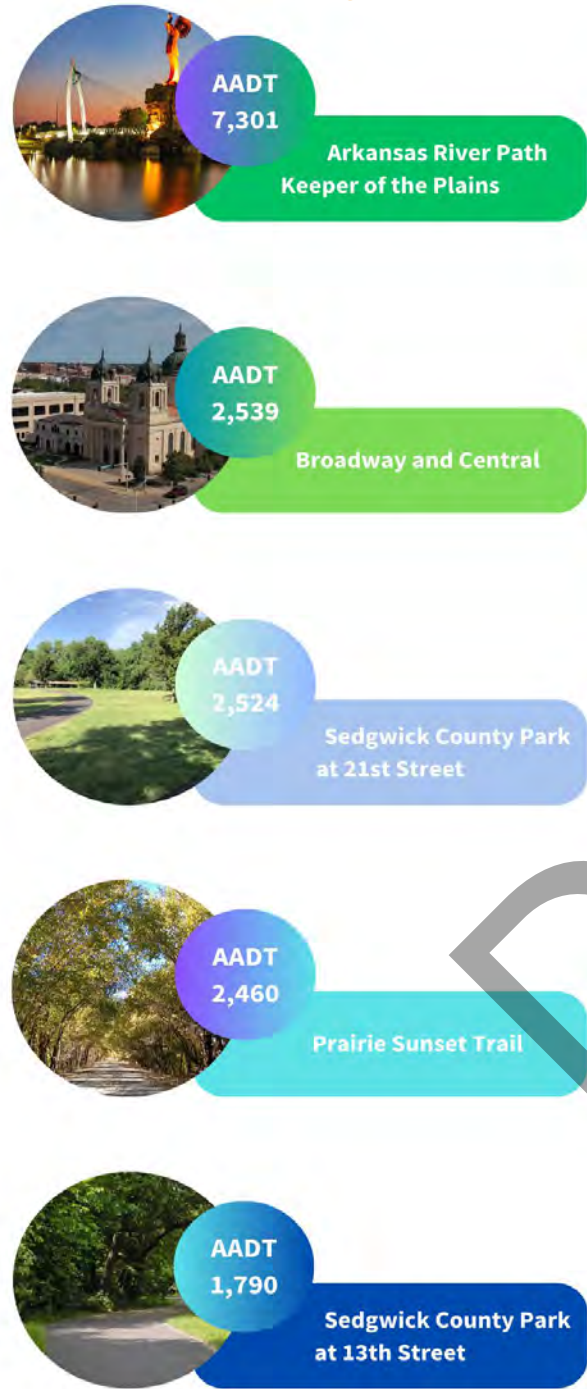 AADT
7,301
Arkansas River Path
Keeper of the Plains
AADT
2,539
Broadway and Central
AADT
2,524
Sedgwick County Park
at 21st Street
AADT
2,460
Prairie Sunset Trail
AADT
1,790
Sedgwick County Park
at 13th Street